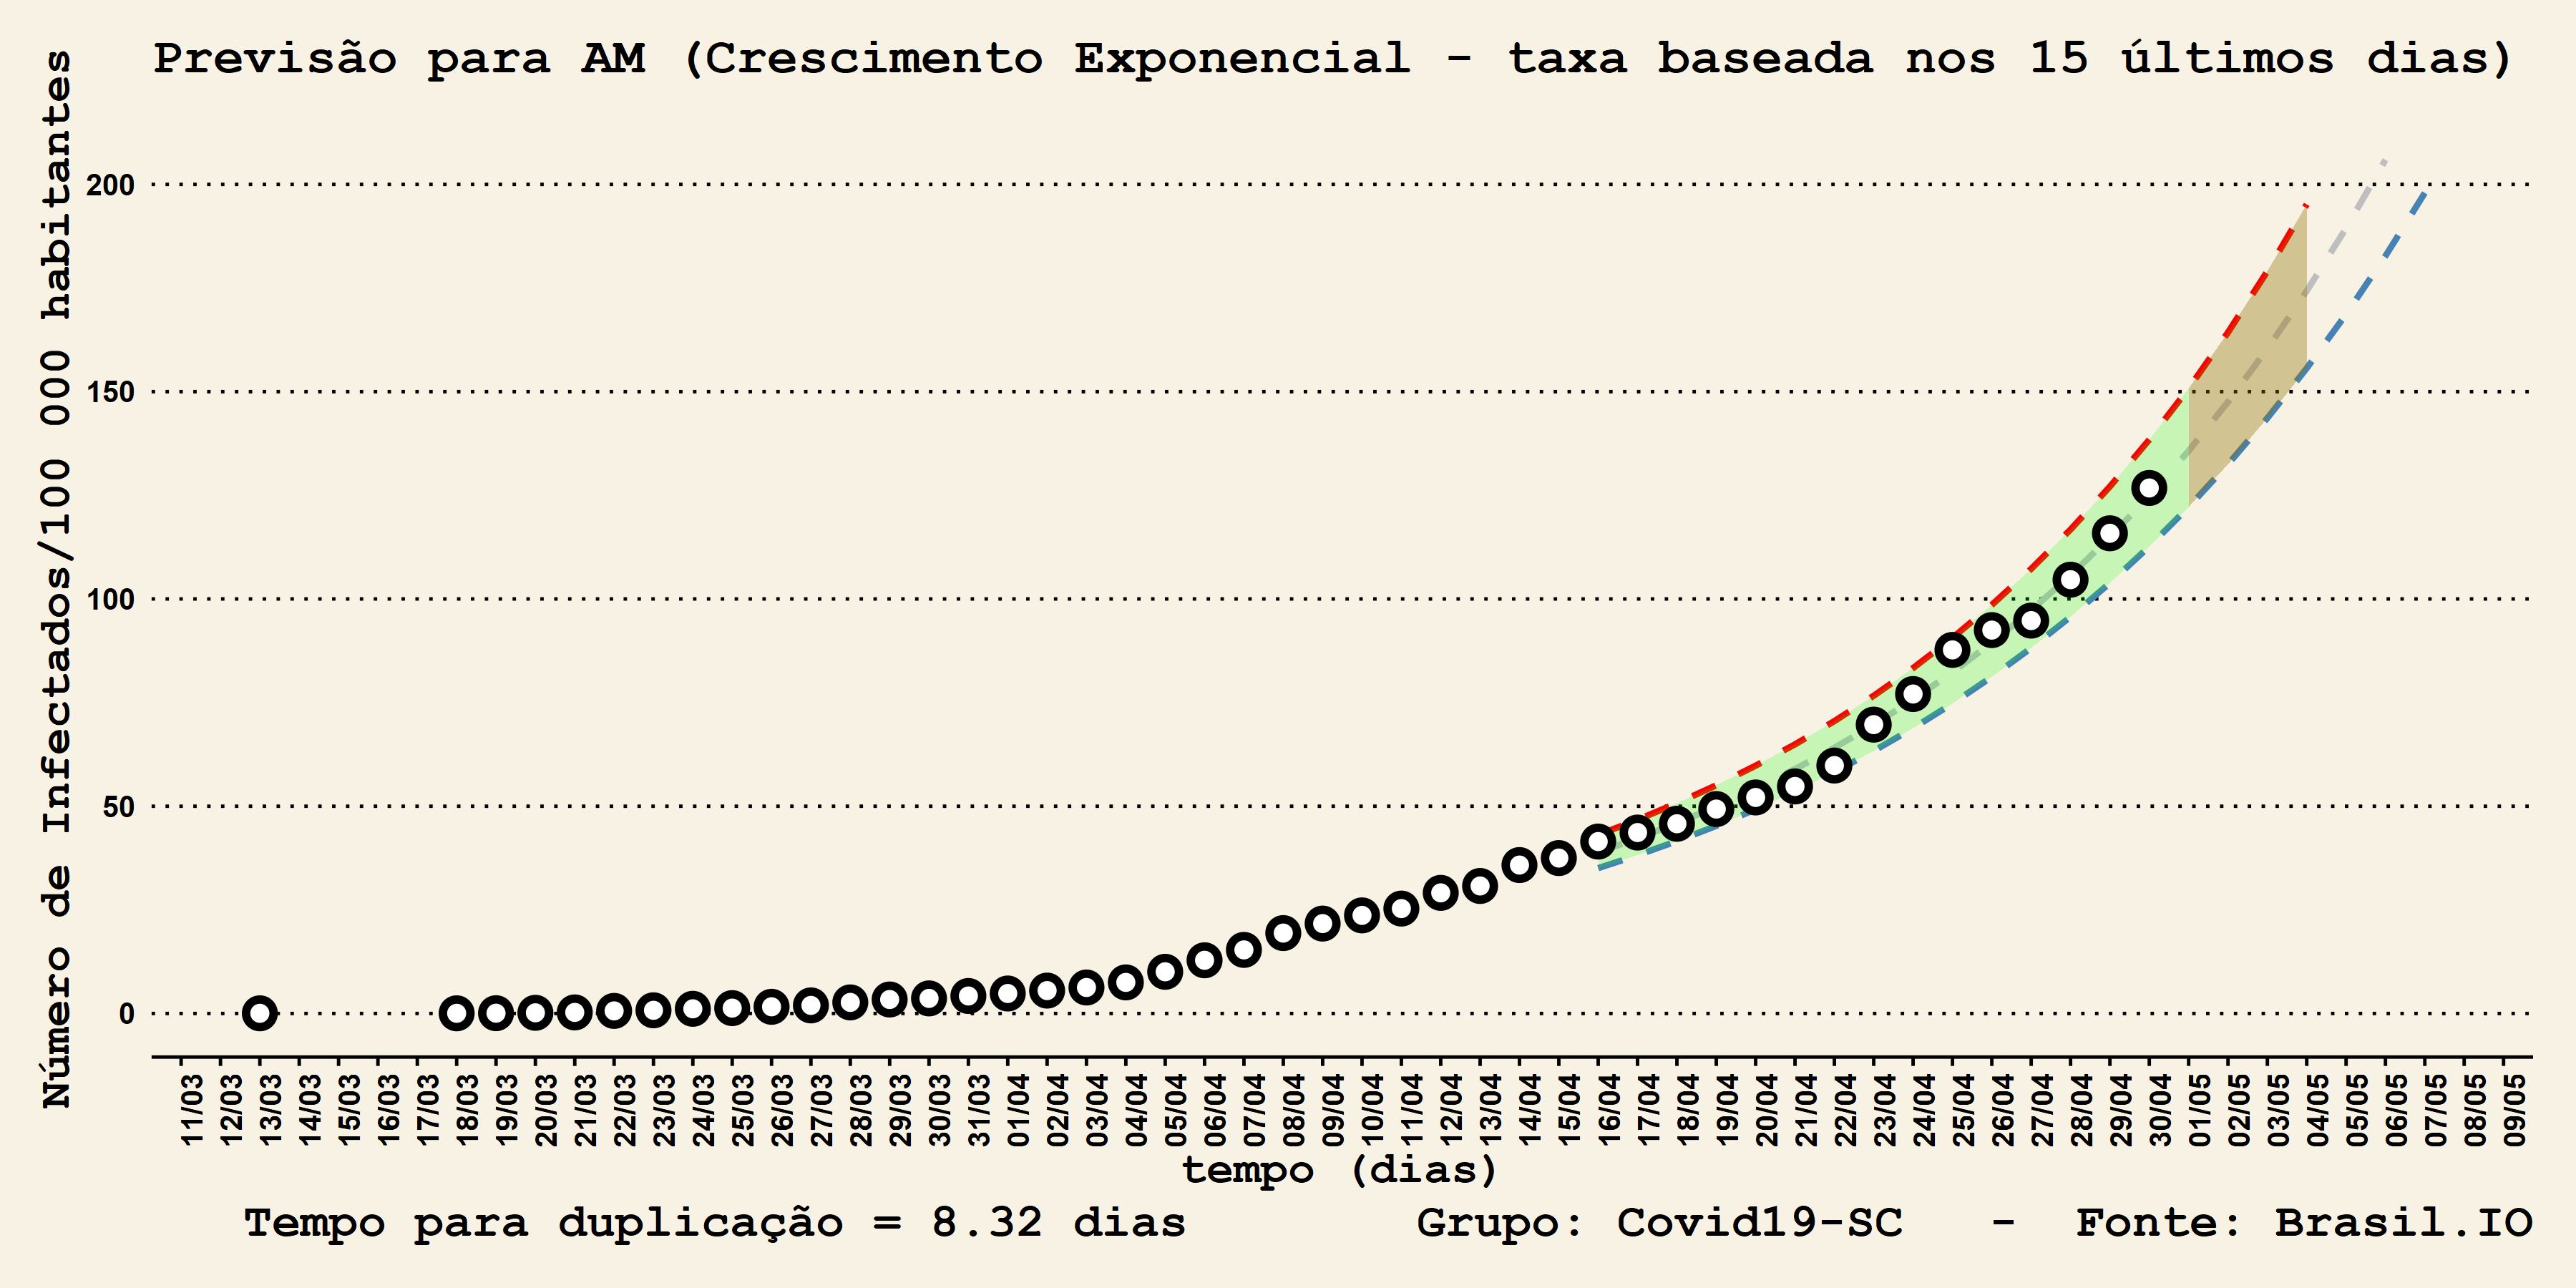 Previsão para AM (Crescimento Exponencial - taxa baseada nos 15 últimos dias)
Número de Infectados/100 000 habitantes
200
150
100
50
0
11/03 12/03 13/03 14/03 15/03 16/03 17/03 18/03 19/03 20/03 21/03 22/03 23/03 24/03 25/03 26/03 27/03 28/03 29/03 30/03 31/03 01/04 02/04 03/04 04/04 05/04 06/04 07/04 08/04 09/04 10/04 11/04 12/04 13/04 14/04 15/04 16/04 17/04 18/04 19/04 20/04 21/04 22/04 23/04 24/04 25/04 26/04 27/04 28/04 29/04 30/04 01/05 02/05 03/05 04/05 05/05 06/05 07/05 08/05 09/05
tempo (dias)
Tempo para duplicação = 8.32 dias Grupo: Covid19-SC - Fonte: Brasil.IO